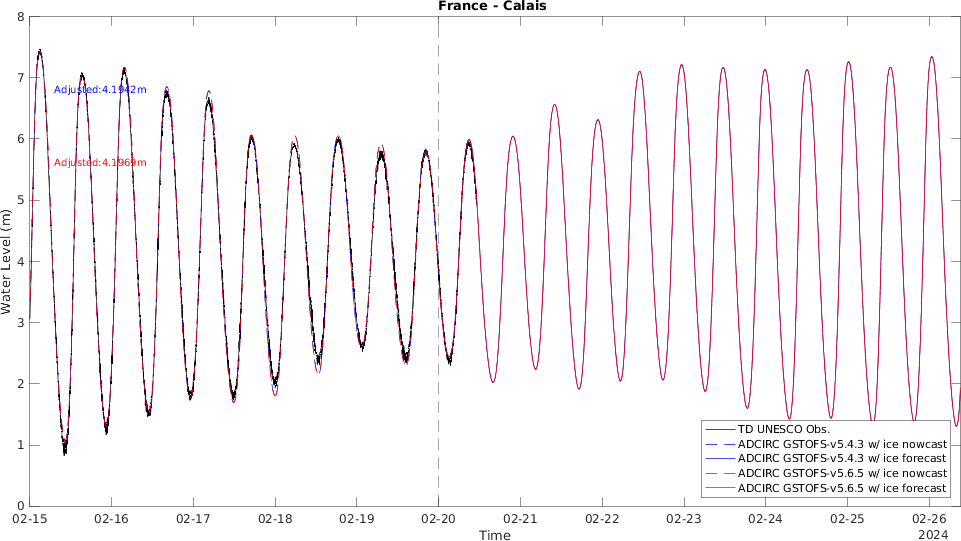 France - Calais
8
7
6
5
4
3
2
1
0
Water Level (m)
Adjusted:4.1942m
Adjusted:4.1969m
TD UNESCO Obs.
ADCIRC GSTOFS-v5.4.3 w/ ice nowcast
ADCIRC GSTOFS-v5.4.3 w/ ice forecast
ADCIRC GSTOFS-v5.6.5 w/ ice nowcast
ADCIRC GSTOFS-v5.6.5 w/ ice forecast
02-15 02-16 02-17 02-18 02-19 02-20 02-21 02-22 02-23 02-24 02-25 02-26
Time
2024